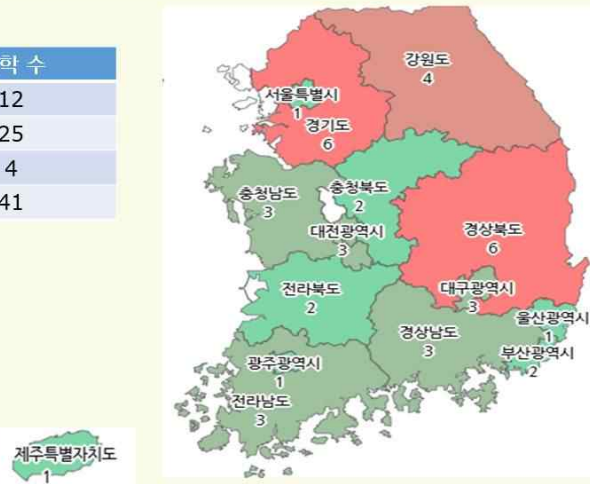 학 수
12
25
4
41
강원도
4
서울특별시
1
경기도
6
충청남도
3
충청북도
2
대전광역시
3
경상북도
6
전라북도
2
대구광역시
3
울산광역시
1
경상남도
3
부산광역시
2
광주광역시
1
전라남도
3
제주특별자치도
1